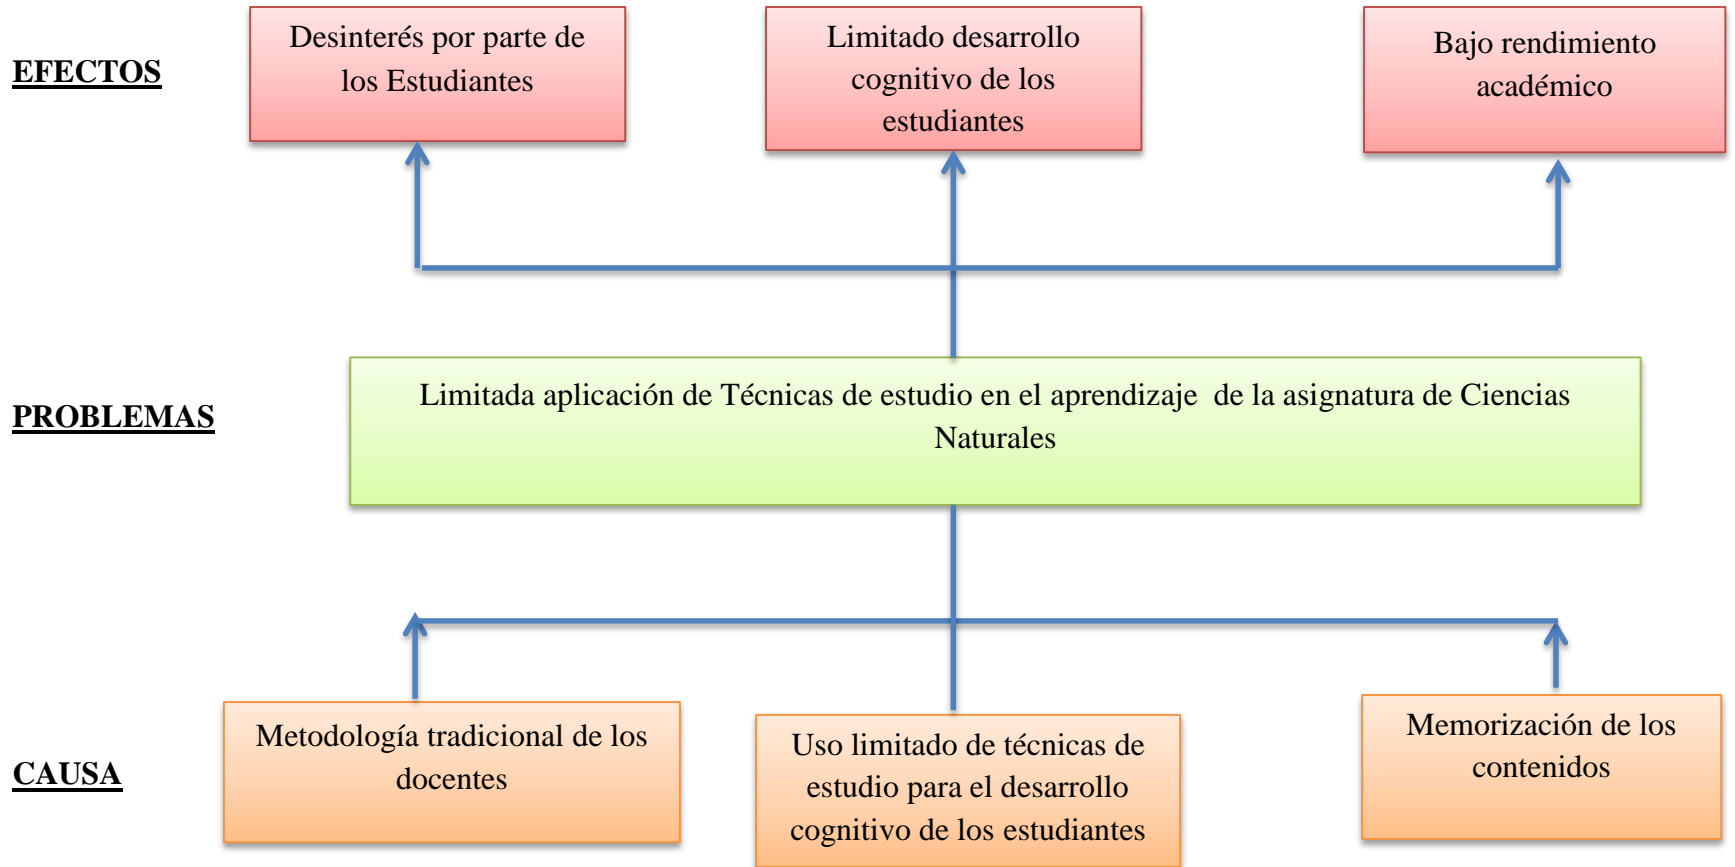 EFECTOS
Desinterés por parte de
los Estudiantes
Limitado desarrollo
cognitivo de los
estudiantes
Bajo rendimiento
académico
PROBLEMAS
Limitada aplicación de Técnicas de estudio en el aprendizaje  de la asignatura de Ciencias
Naturales
CAUSA
Metodología tradicional de los
docentes
Uso limitado de técnicas de
estudio para el desarrollo
cognitivo de los estudiantes
Memorización de los
contenidos